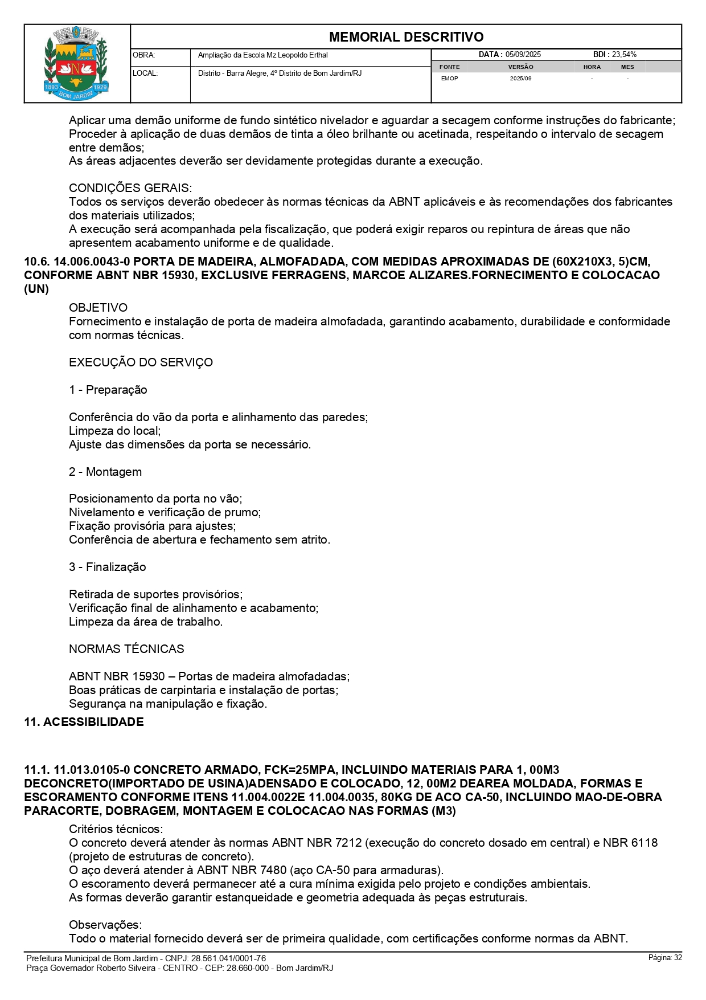 MEMORIAL DESCRITIVO
OBRA: Ampliação da Escola Mz Leopoldo Erthal
DATA : 05/09/2025 BDI : 23,54%
FONTE VERSÃO HORA MES
LOCAL: Distrito - Barra Alegre, 4º Distrito de Bom Jardim/RJ
EMOP 2025/09 - -
N
1893 1929
BOM JARDIM
Aplicar uma demão uniforme de fundo sintético nivelador e aguardar a secagem conforme instruções do fabricante;
Proceder à aplicação de duas demãos de tinta a óleo brilhante ou acetinada, respeitando o intervalo de secagem
entre demãos;
As áreas adjacentes deverão ser devidamente protegidas durante a execução.
CONDIÇÕES GERAIS:
Todos os serviços deverão obedecer às normas técnicas da ABNT aplicáveis e às recomendações dos fabricantes
dos materiais utilizados;
A execução será acompanhada pela fiscalização, que poderá exigir reparos ou repintura de áreas que não
apresentem acabamento uniforme e de qualidade.
10.6. 14.006.0043-0 PORTA DE MADEIRA, ALMOFADADA, COM MEDIDAS APROXIMADAS DE (60X210X3, 5)CM,
CONFORME ABNT NBR 15930, EXCLUSIVE FERRAGENS, MARCOE ALIZARES.FORNECIMENTO E COLOCACAO
(UN)
OBJETIVO
Fornecimento e instalação de porta de madeira almofadada, garantindo acabamento, durabilidade e conformidade
com normas técnicas.
EXECUÇÃO DO SERVIÇO
1 - Preparação
Conferência do vão da porta e alinhamento das paredes;
Limpeza do local;
Ajuste das dimensões da porta se necessário.
2 - Montagem
Posicionamento da porta no vão;
Nivelamento e verificação de prumo;
Fixação provisória para ajustes;
Conferência de abertura e fechamento sem atrito.
3 - Finalização
Retirada de suportes provisórios;
Verificação final de alinhamento e acabamento;
Limpeza da área de trabalho.
NORMAS TÉCNICAS
ABNT NBR 15930 – Portas de madeira almofadadas;
Boas práticas de carpintaria e instalação de portas;
Segurança na manipulação e fixação.
11. ACESSIBILIDADE
11.1. 11.013.0105-0 CONCRETO ARMADO, FCK=25MPA, INCLUINDO MATERIAIS PARA 1, 00M3
DECONCRETO(IMPORTADO DE USINA)ADENSADO E COLOCADO, 12, 00M2 DEAREA MOLDADA, FORMAS E
ESCORAMENTO CONFORME ITENS 11.004.0022E 11.004.0035, 80KG DE ACO CA-50, INCLUINDO MAO-DE-OBRA
PARACORTE, DOBRAGEM, MONTAGEM E COLOCACAO NAS FORMAS (M3)
Critérios técnicos:
O concreto deverá atender às normas ABNT NBR 7212 (execução do concreto dosado em central) e NBR 6118
(projeto de estruturas de concreto).
O aço deverá atender à ABNT NBR 7480 (aço CA-50 para armaduras).
O escoramento deverá permanecer até a cura mínima exigida pelo projeto e condições ambientais.
As formas deverão garantir estanqueidade e geometria adequada às peças estruturais.
Observações:
Todo o material fornecido deverá ser de primeira qualidade, com certificações conforme normas da ABNT.
Prefeitura Municipal de Bom Jardim - CNPJ: 28.561.041/0001-76 Página: 32
Praça Governador Roberto Silveira - CENTRO - CEP: 28.660-000 - Bom Jardim/RJ